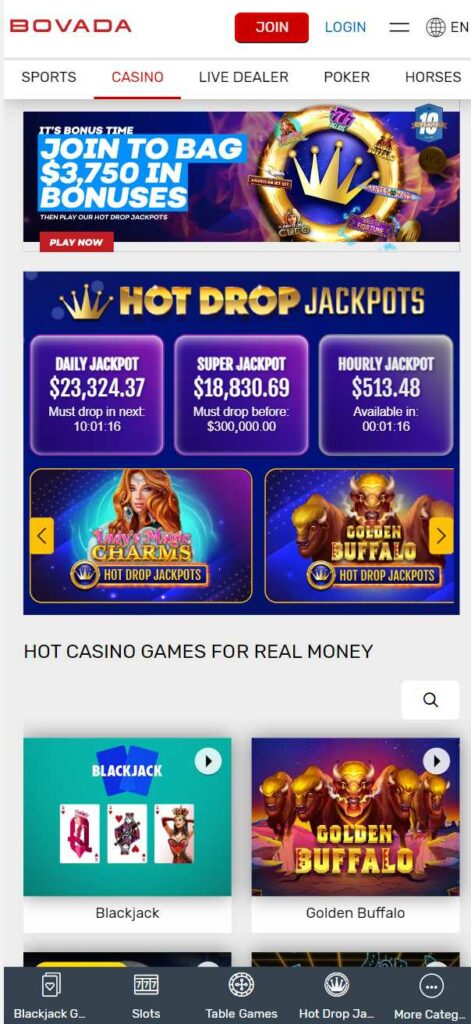 BOVADA
JOIN
LOGIN
EN
SPORTS
CASINO
LIVE DEALER
POKER
HORSES
IT'S BONUS TIME
JOIN TO BAG
$3,750 IN
BONUSES
THEN PLAY OUR HOT DROP JACKPOTS
PLAY NOW
777
10
YEARS
HOT DROP JACKPOTS
DAILY JACKPOT
$23,324.37
Must drop in next:
10:01:16
SUPER JACKPOT
$18,830.69
Must drop before:
$300,000.00
HOURLY JACKPOT
$513.48
Available in:
00:01:16
Lady's Magic
CHARMS
HOT DROP JACKPOTS
GOLDEN
BUFFALO
HOT DROP JACKPOTS
HOT CASINO GAMES FOR REAL MONEY
BLACKJACK
Blackjack
GOLDEN
BUFFALO
Golden Buffalo
Blackjack G...
777
Slots
Table Games
Hot Drop Ja...
More Categ...